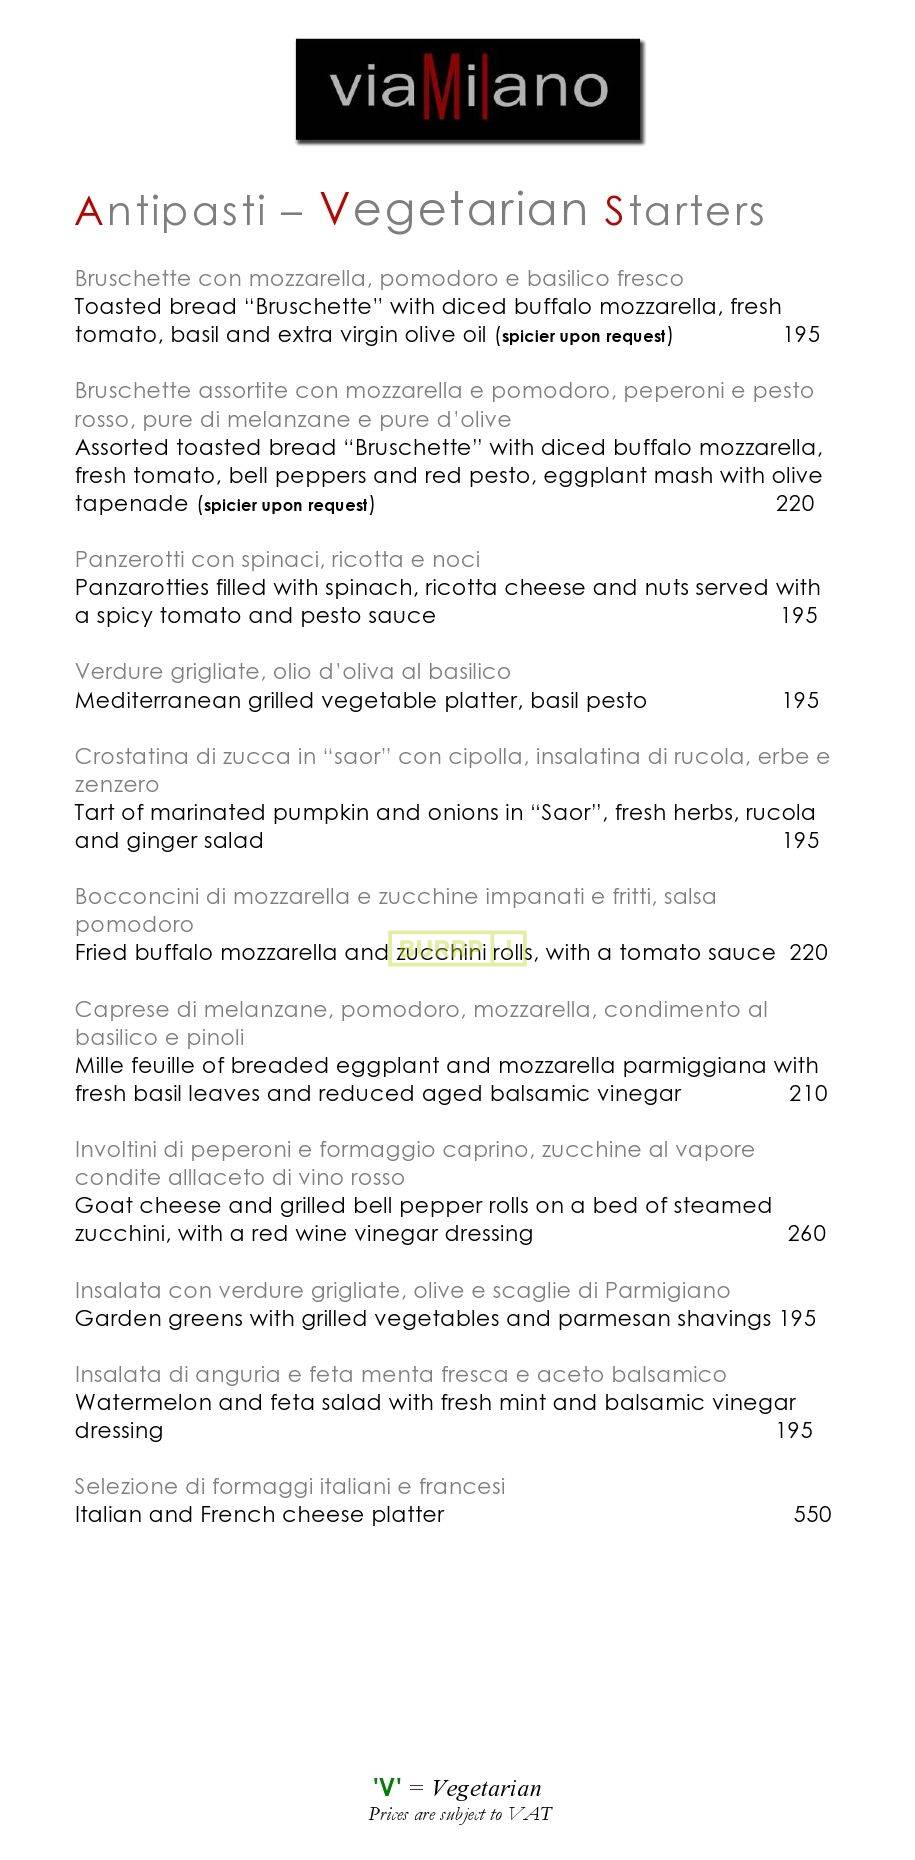 viaMilano
Antipasti – Vegetarian Starters
Bruschette con mozzarella, pomodoro e basilico fresco
Toasted bread “Bruschette” with diced buffalo mozzarella, fresh
tomato, basil and extra virgin olive oil (spicier upon request) 195
Bruschette assortite con mozzarella e pomodoro, peperoni e pesto
rosso, pure di melanzane e pure d’olive
Assorted toasted bread “Bruschette” with diced buffalo mozzarella,
fresh tomato, bell peppers and red pesto, eggplant mash with olive
tapenade (spicier upon request) 220
Panzerotti con spinaci, ricotta e noci
Panzarotties filled with spinach, ricotta cheese and nuts served with
a spicy tomato and pesto sauce 195
Verdure grigliate, olio d’oliva al basilico
Mediterranean grilled vegetable platter, basil pesto 195
Crostatina di zucca in “saor” con cipolla, insalatina di rucola, erbe e
zenzero
Tart of marinated pumpkin and onions in “Saor”, fresh herbs, rucola
and ginger salad 195
Bocconcini di mozzarella e zucchine impanati e fritti, salsa
pomodoro
Fried buffalo mozzarella and zucchini rolls, with a tomato sauce 220
Caprese di melanzane, pomodoro, mozzarella, condimento al
basilico e pinoli
Mille feuille of breaded eggplant and mozzarella parmiggiana with
fresh basil leaves and reduced aged balsamic vinegar 210
Involtini di peperoni e formaggio caprino, zucchine al vapore
condite alllaceto di vino rosso
Goat cheese and grilled bell pepper rolls on a bed of steamed
zucchini, with a red wine vinegar dressing 260
Insalata con verdure grigliate, olive e scaglie di Parmigiano
Garden greens with grilled vegetables and parmesan shavings 195
Insalata di anguria e feta menta fresca e aceto balsamico
Watermelon and feta salad with fresh mint and balsamic vinegar
dressing 195
Selezione di formaggi italiani e francesi
Italian and French cheese platter 550
'V' = Vegetarian
Prices are subject to VAT